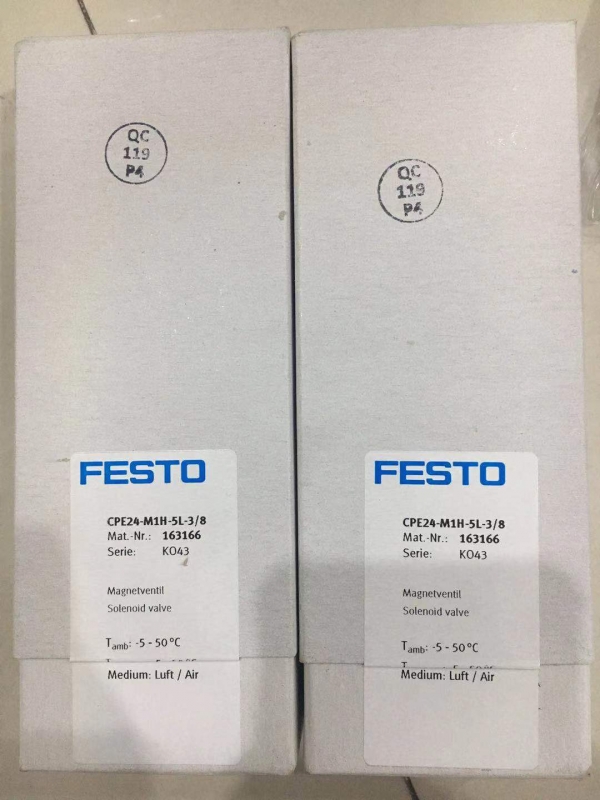 QC
119
P4
FESTO
CPE24-M1H-5L-3/8
Mat.-Nr.: 163166
Serie: KO43
Magnetventil
Solenoid valve
Tamb: -5 - 50 °C
Medium: Luft / Air
QC
119
P4
FESTO
CPE24-M1H-5L-3/8
Mat.-Nr.: 163166
Serie: KO43
Magnetventil
Solenoid valve
Tamb: -5 - 50 °C
Medium: Luft / Air